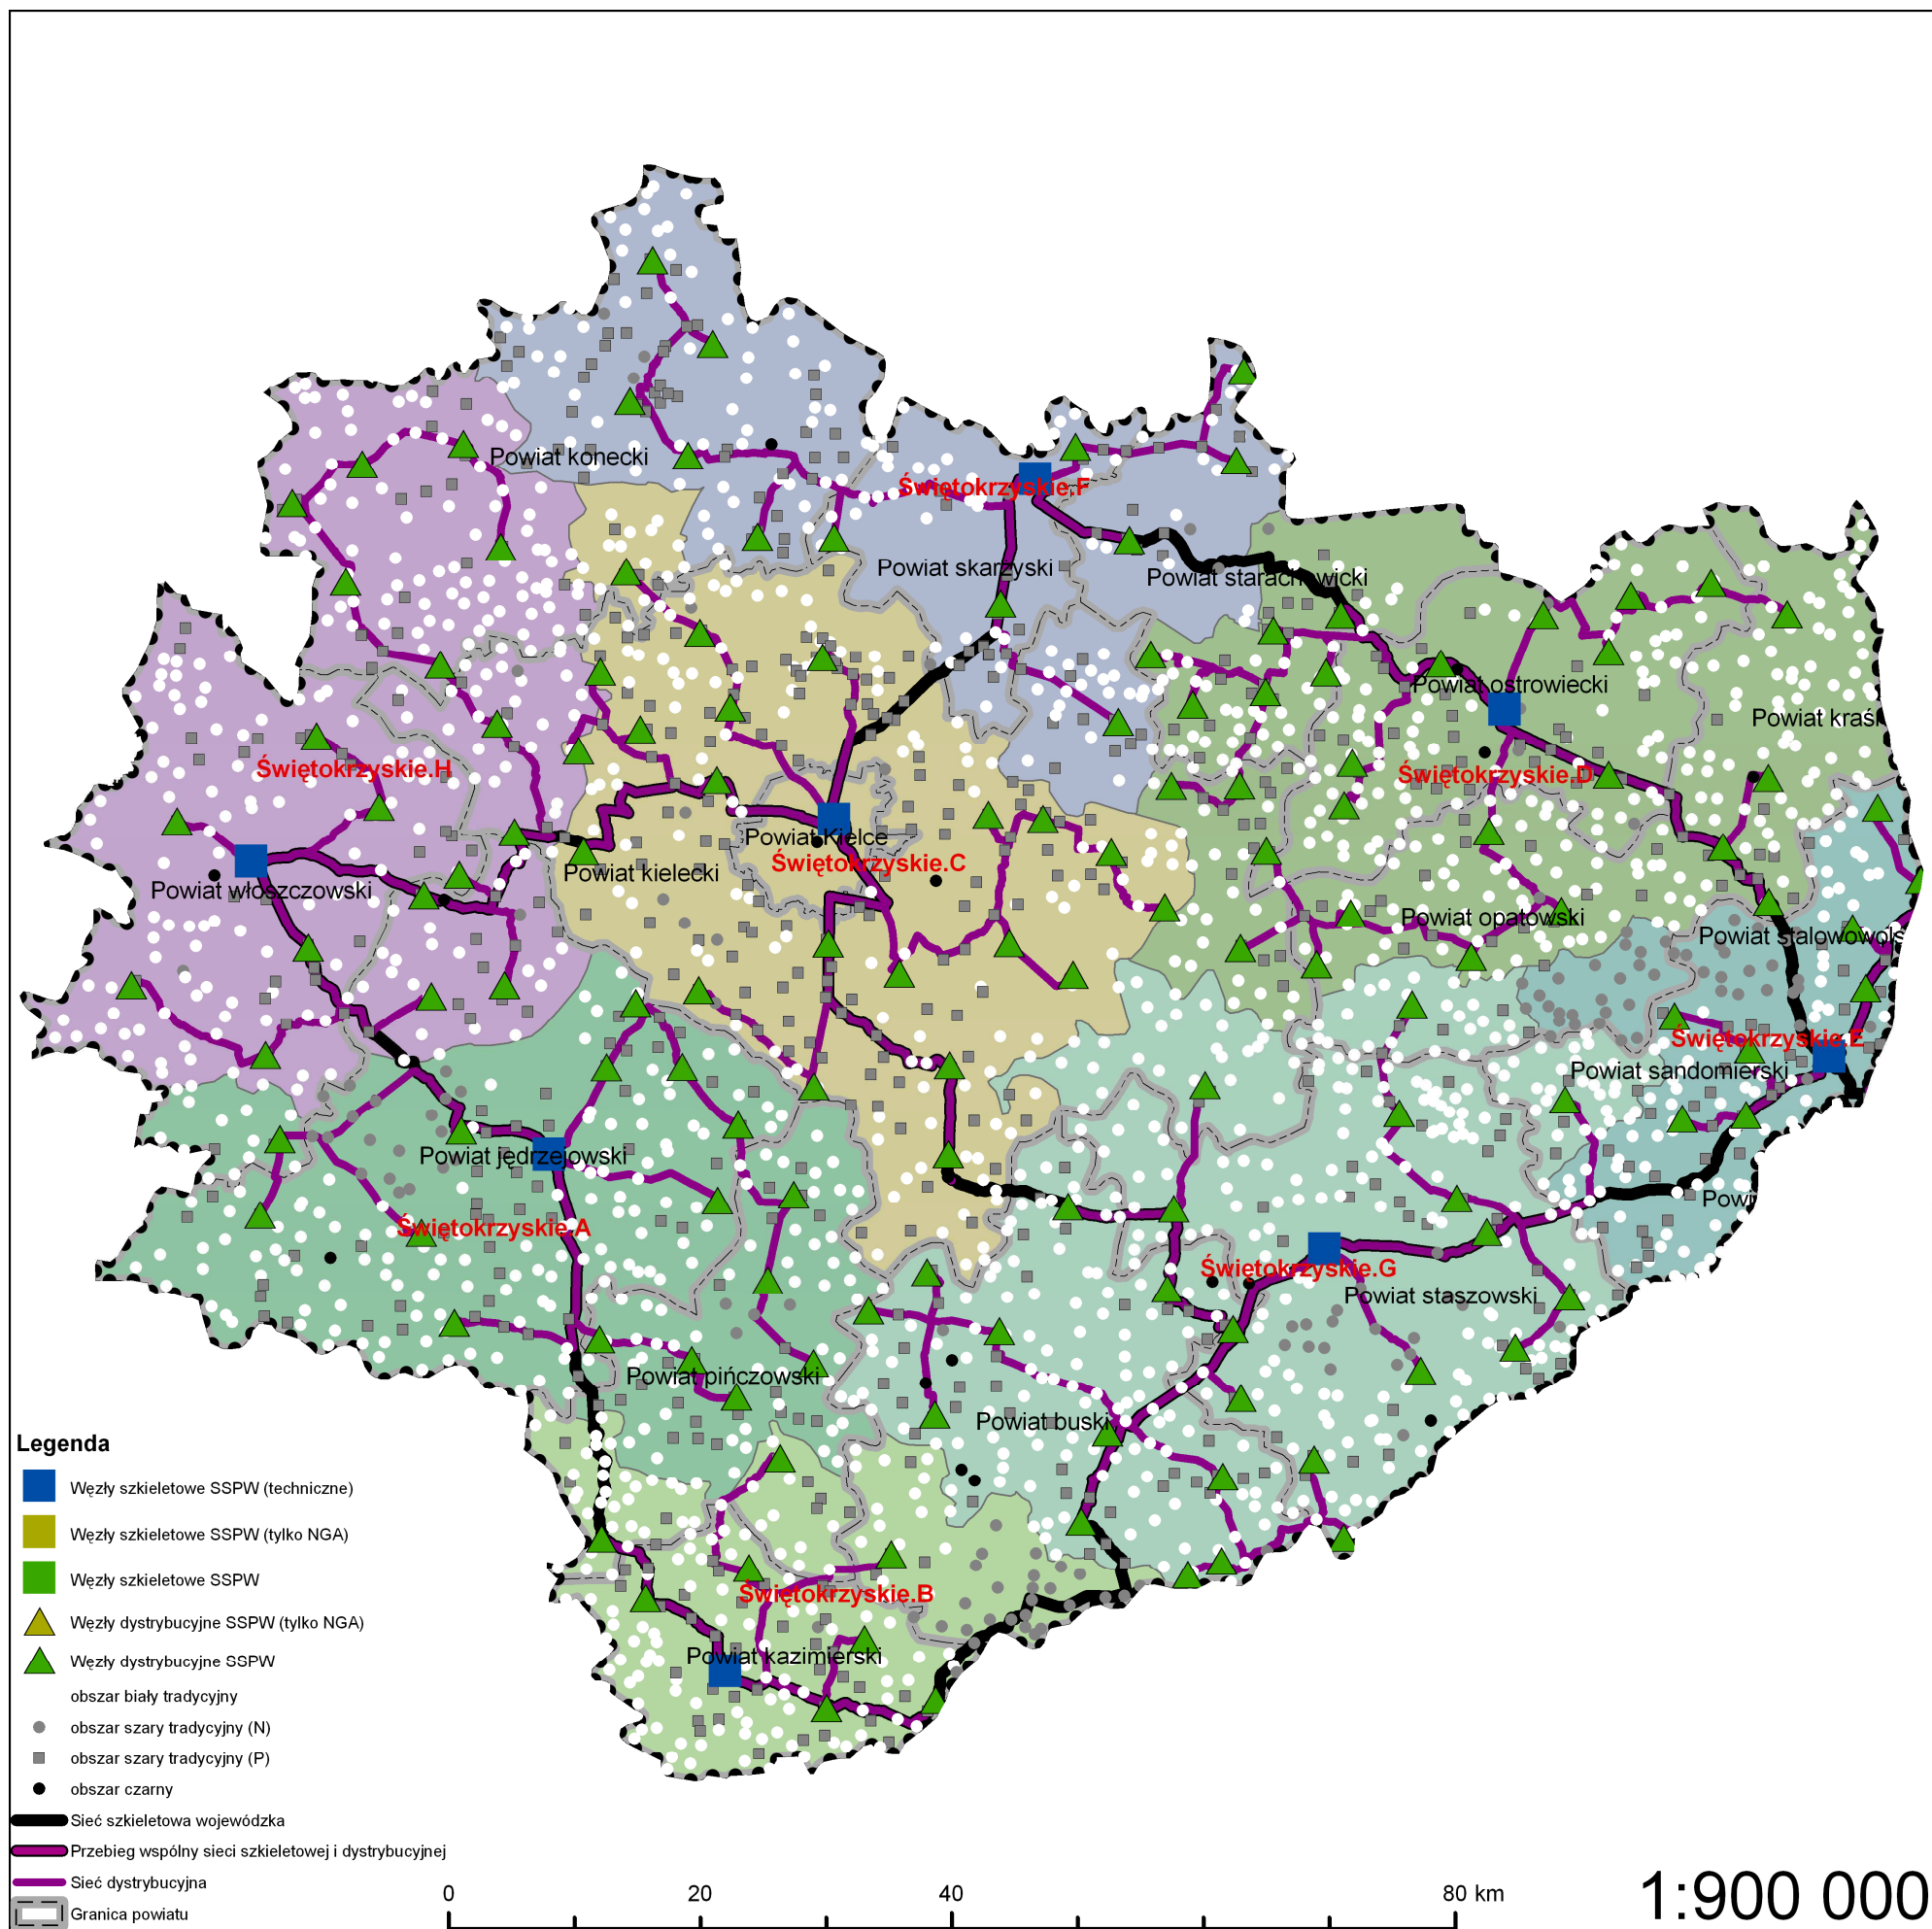 Powiat konecki
Świętokrzyskie.F
Powiat skarżyski
Powiat starachowicki
Powiat ostrowiecki
Powiat kraśi
Świętokrzyskie.H
Świętokrzyskie.D
Powiat Kielce
Świętokrzyskie.C
Powiat kielecki
Powiat włoszczowski
Powiat opatowski
Powiat stalowowols
Świętokrzyskie.E
Powiat sandomierski
Powiat jędrzejowski
Powi
Świętokrzyskie.A
Świętokrzyskie.G
Powiat staszowski
Powiat pińczowski
Powiat buski
Świętokrzyskie.B
Powiat kazimierski
Legenda
Węzły szkieletowe SSPW (techniczne)
Węzły szkieletowe SSPW (tylko NGA)
Węzły szkieletowe SSPW
Węzły dystrybucyjne SSPW (tylko NGA)
Węzły dystrybucyjne SSPW
obszar biały tradycyjny
obszar szary tradycyjny (N)
obszar szary tradycyjny (P)
obszar czarny
Sieć szkieletowa wojewódzka
Przebieg wspólny sieci szkieletowej i dystrybucyjnej
Sieć dystrybucyjna
Granica powiatu
0 20 40 80 km
1:900 000